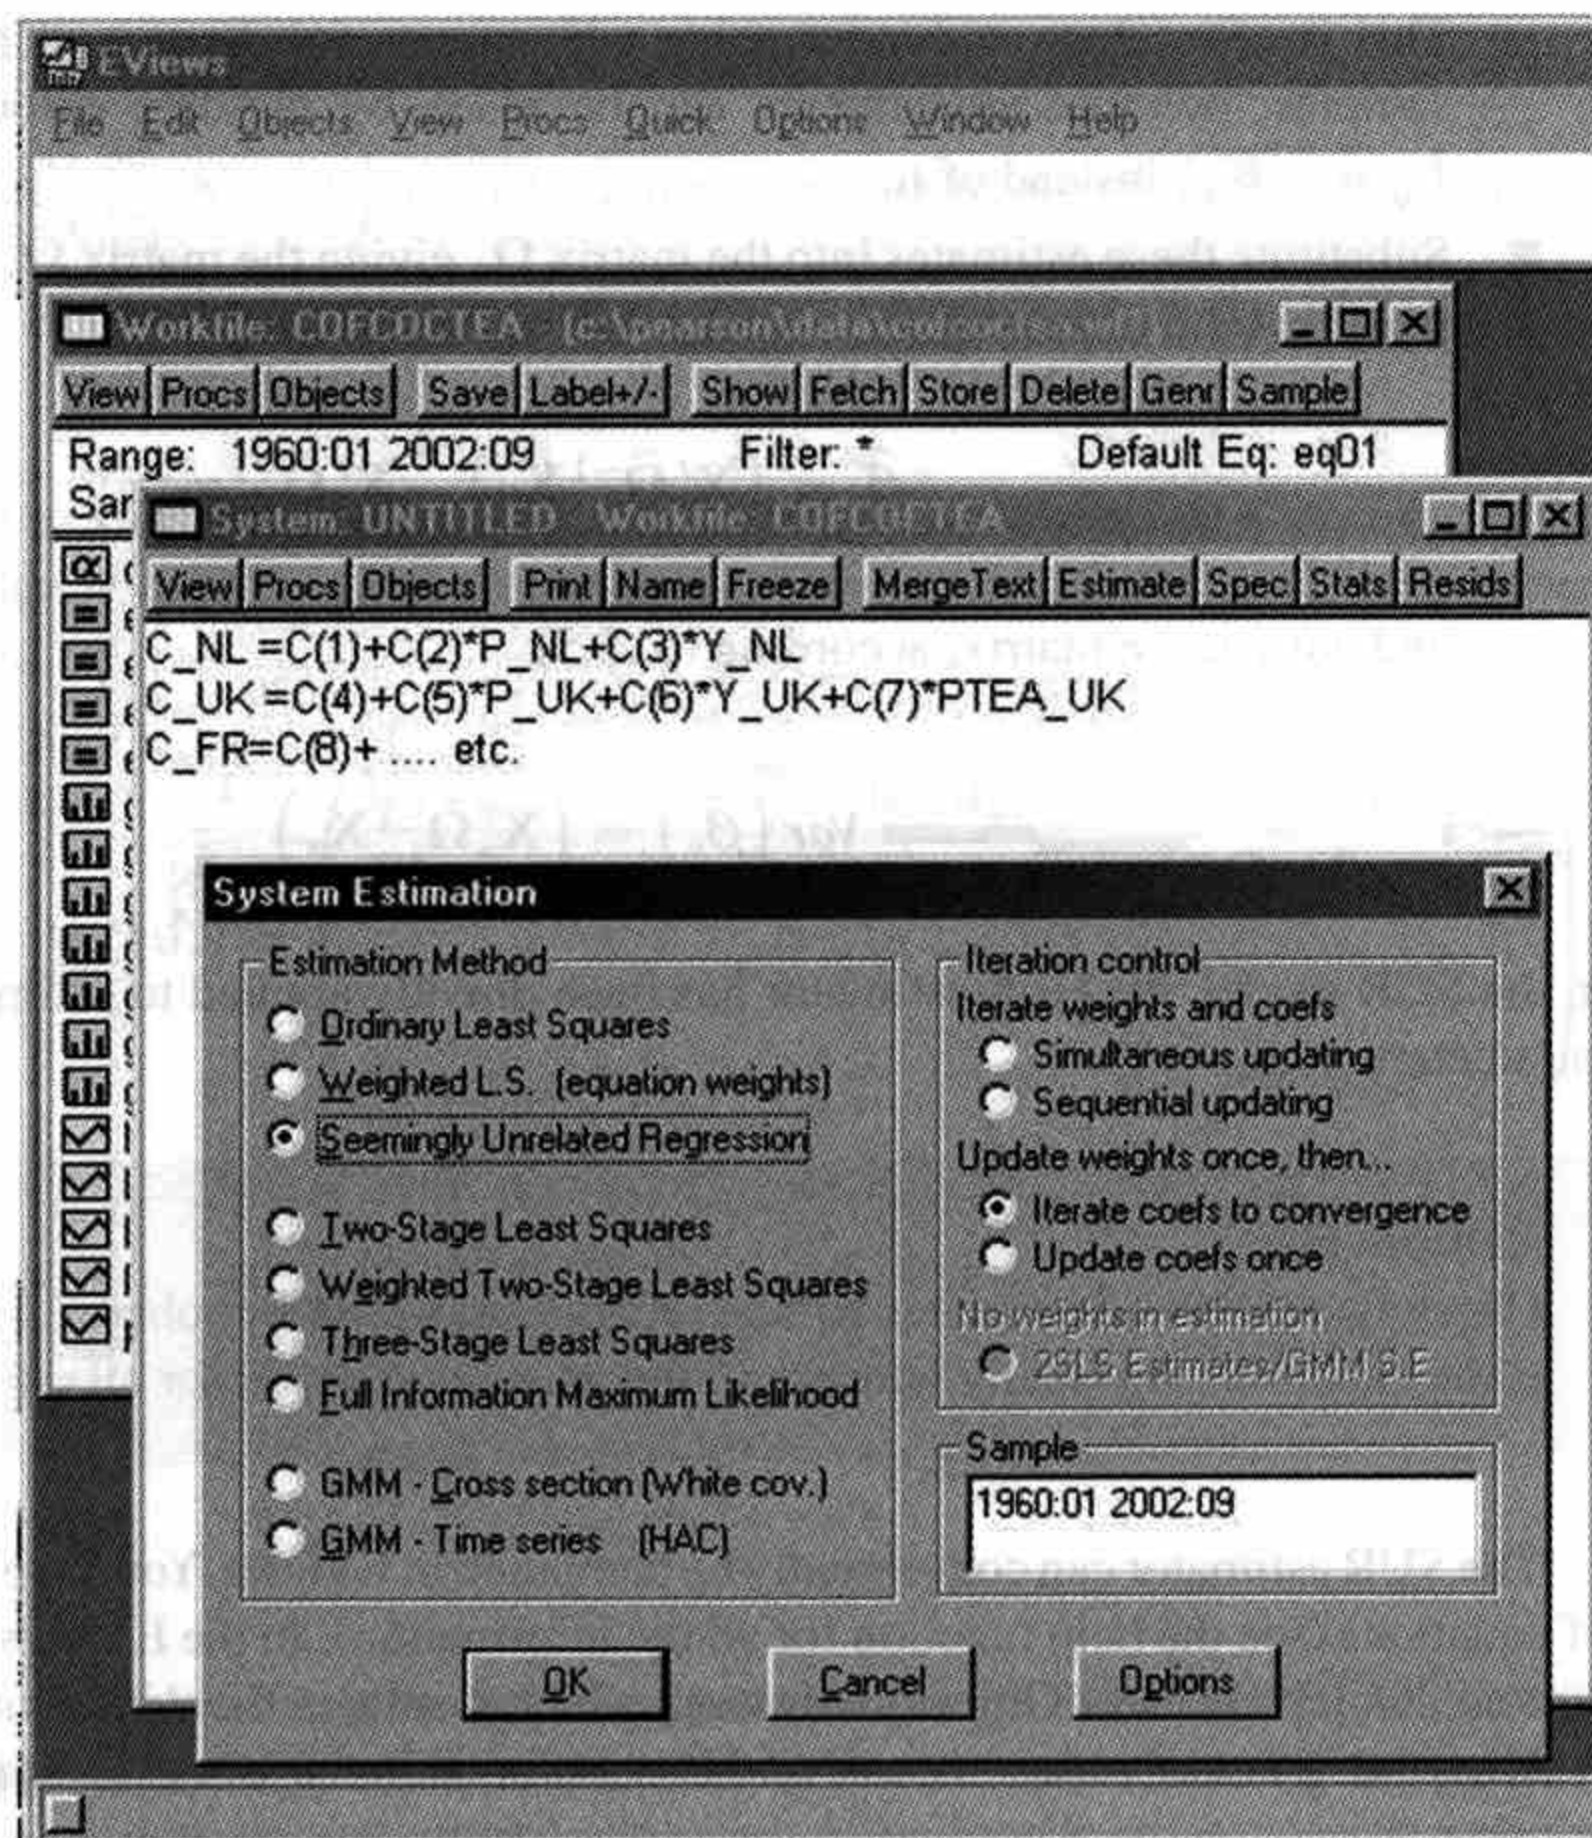 EViews
File Edit Objects View Procs Quick Options Window Help
Workfile: COFCOCTEA - (c:\pearson\data\cofcoctea.wf1)
View Procs Objects Save Label+/- Show Fetch Store Delete Genr Sample
Range: 1960:01 2002:09 Filter: * Default Eq: eq01
Sar
System: UNTITLED Workfile: COFCOCTEA
View Procs Objects Print Name Freeze MergeText Estimate Spec Stats Resids
C_NL =C(1)+C(2)*P_NL+C(3)*Y_NL
C_UK =C(4)+C(5)*P_UK+C(6)*Y_UK+C(7)*PTEA_UK
C_FR=C(8)+ .... etc.
System Estimation
Estimation Method
Ordinary Least Squares
Weighted L.S. (equation weights)
Seemingly Unrelated Regression
Two-Stage Least Squares
Weighted Two-Stage Least Squares
Three-Stage Least Squares
Full Information Maximum Likelihood
GMM - Cross section (White cov.)
GMM - Time series (HAC)
Iteration control
Iterate weights and coefs
Simultaneous updating
Sequential updating
Update weights once, then...
Iterate coefs to convergence
Update coefs once
No weights in estimation
2SLS Estimates/GMM S.E
Sample
1960:01 2002:09
OK Cancel Options